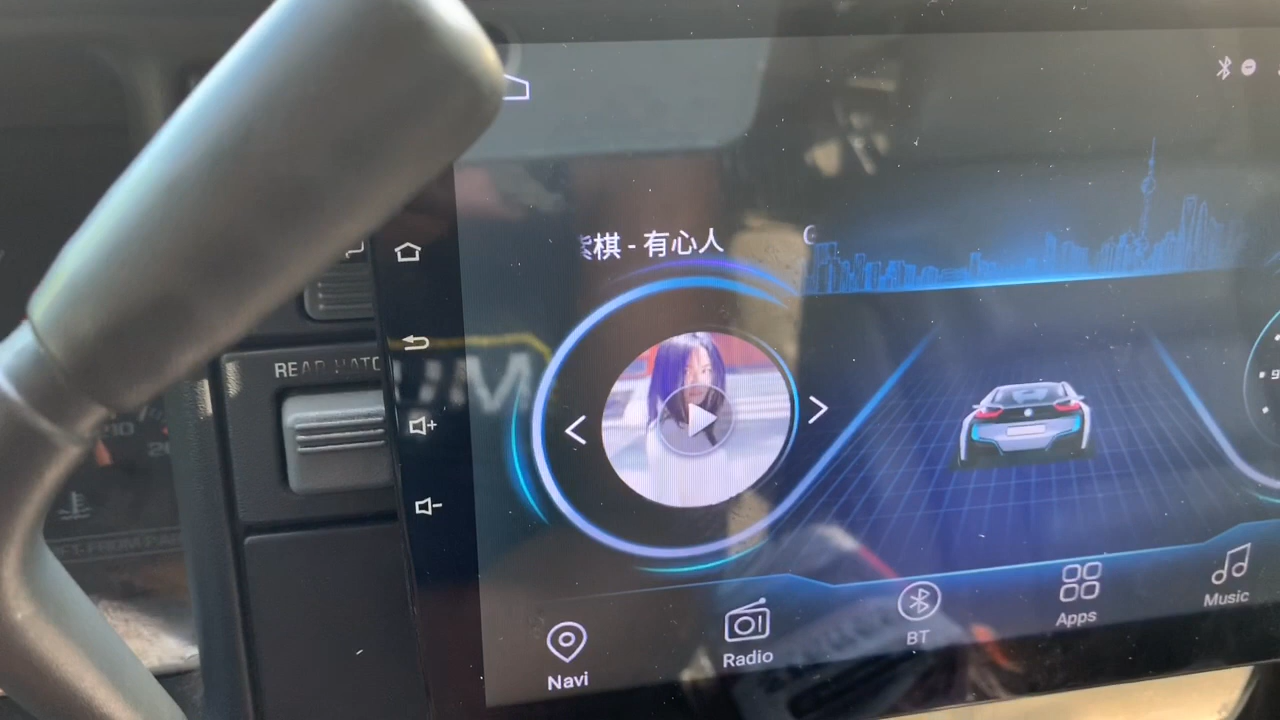 棋 - 有心人
REAR HATC
Navi
Radio
BT
Apps
Music